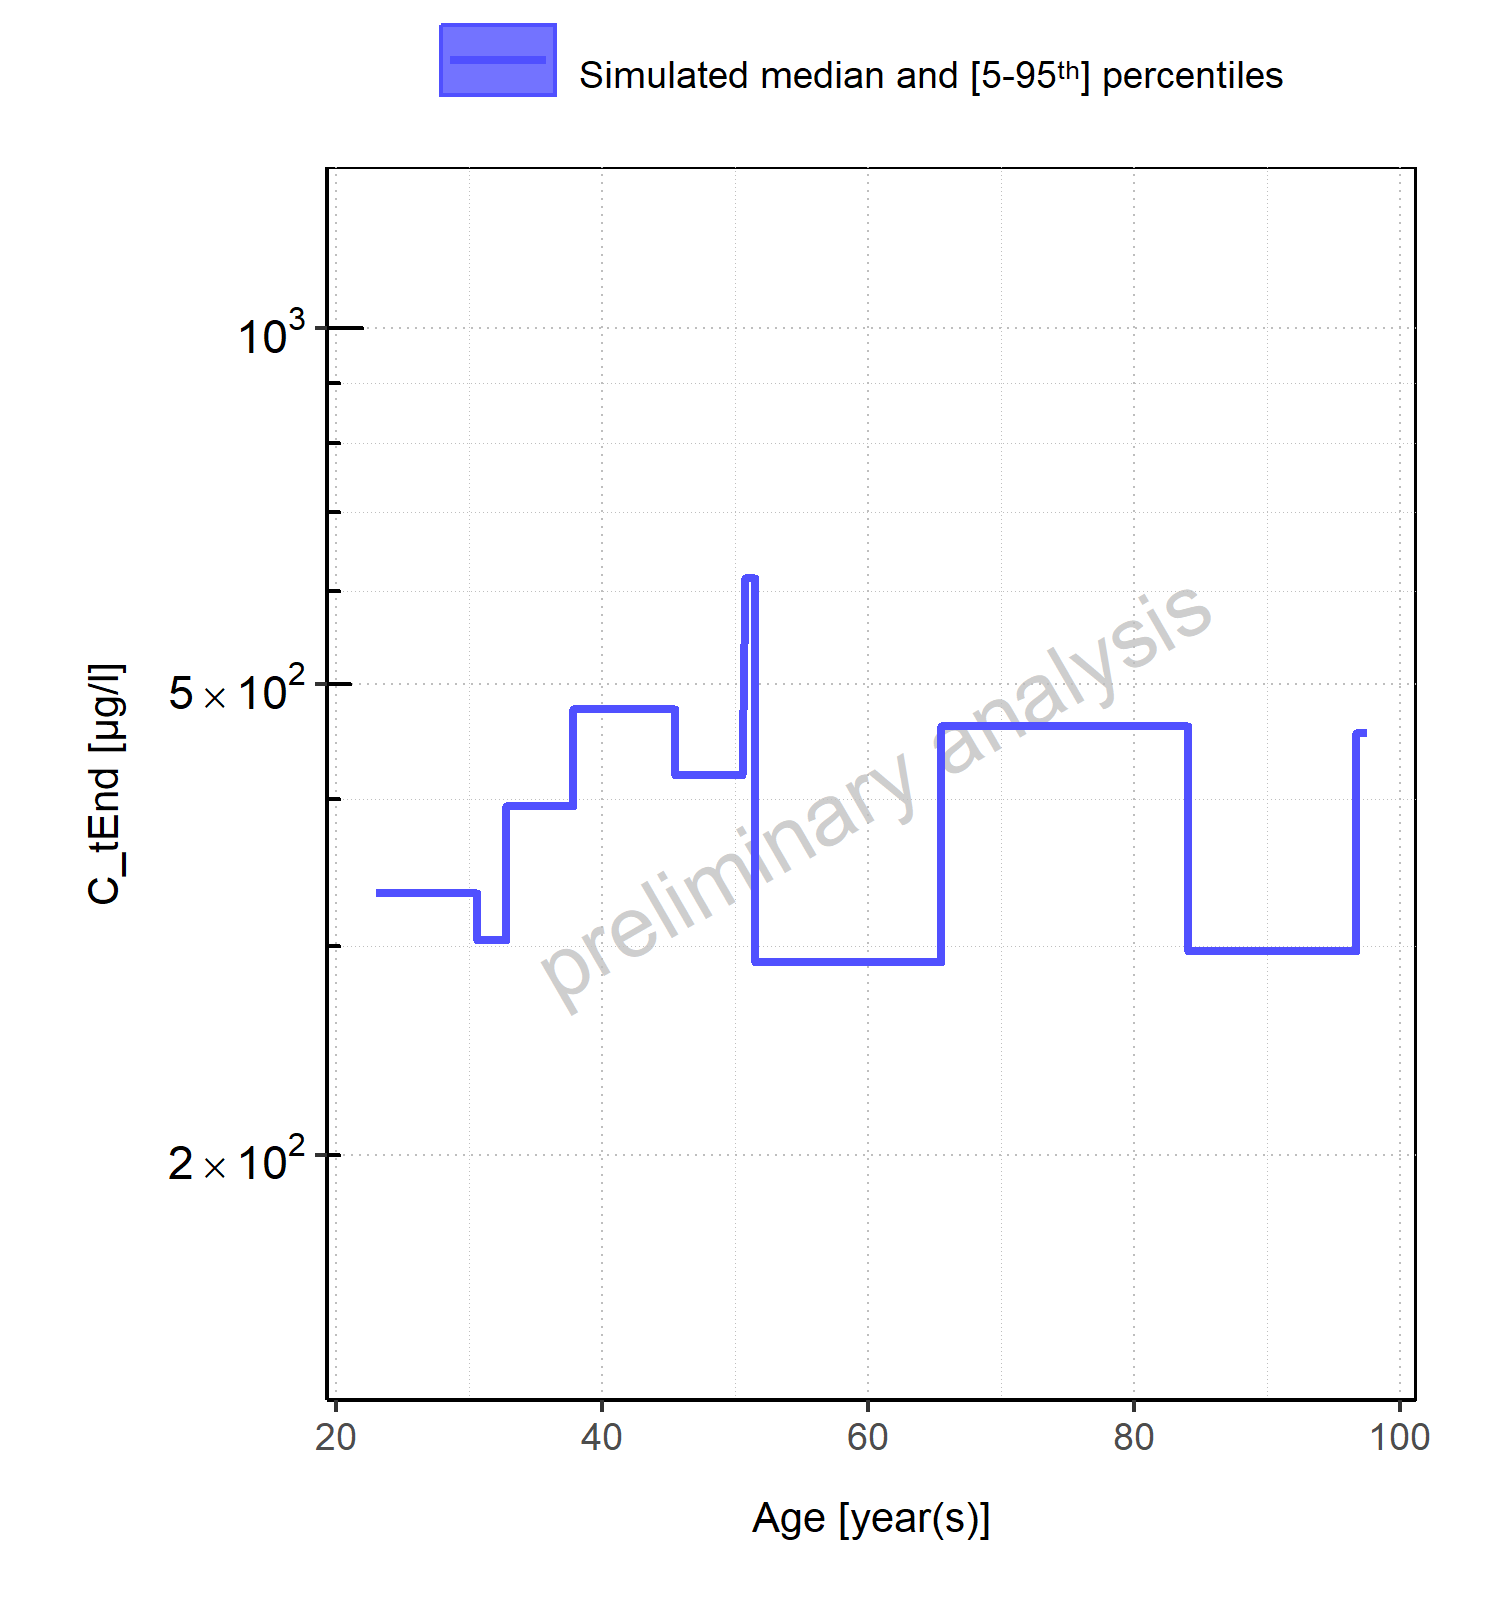 Simulated median and [5-95th] percentiles
10³
5 × 10²
2 × 10²
C_tEnd [µg/l]
preliminary analysis
20 40 60 80 100
Age [year(s)]